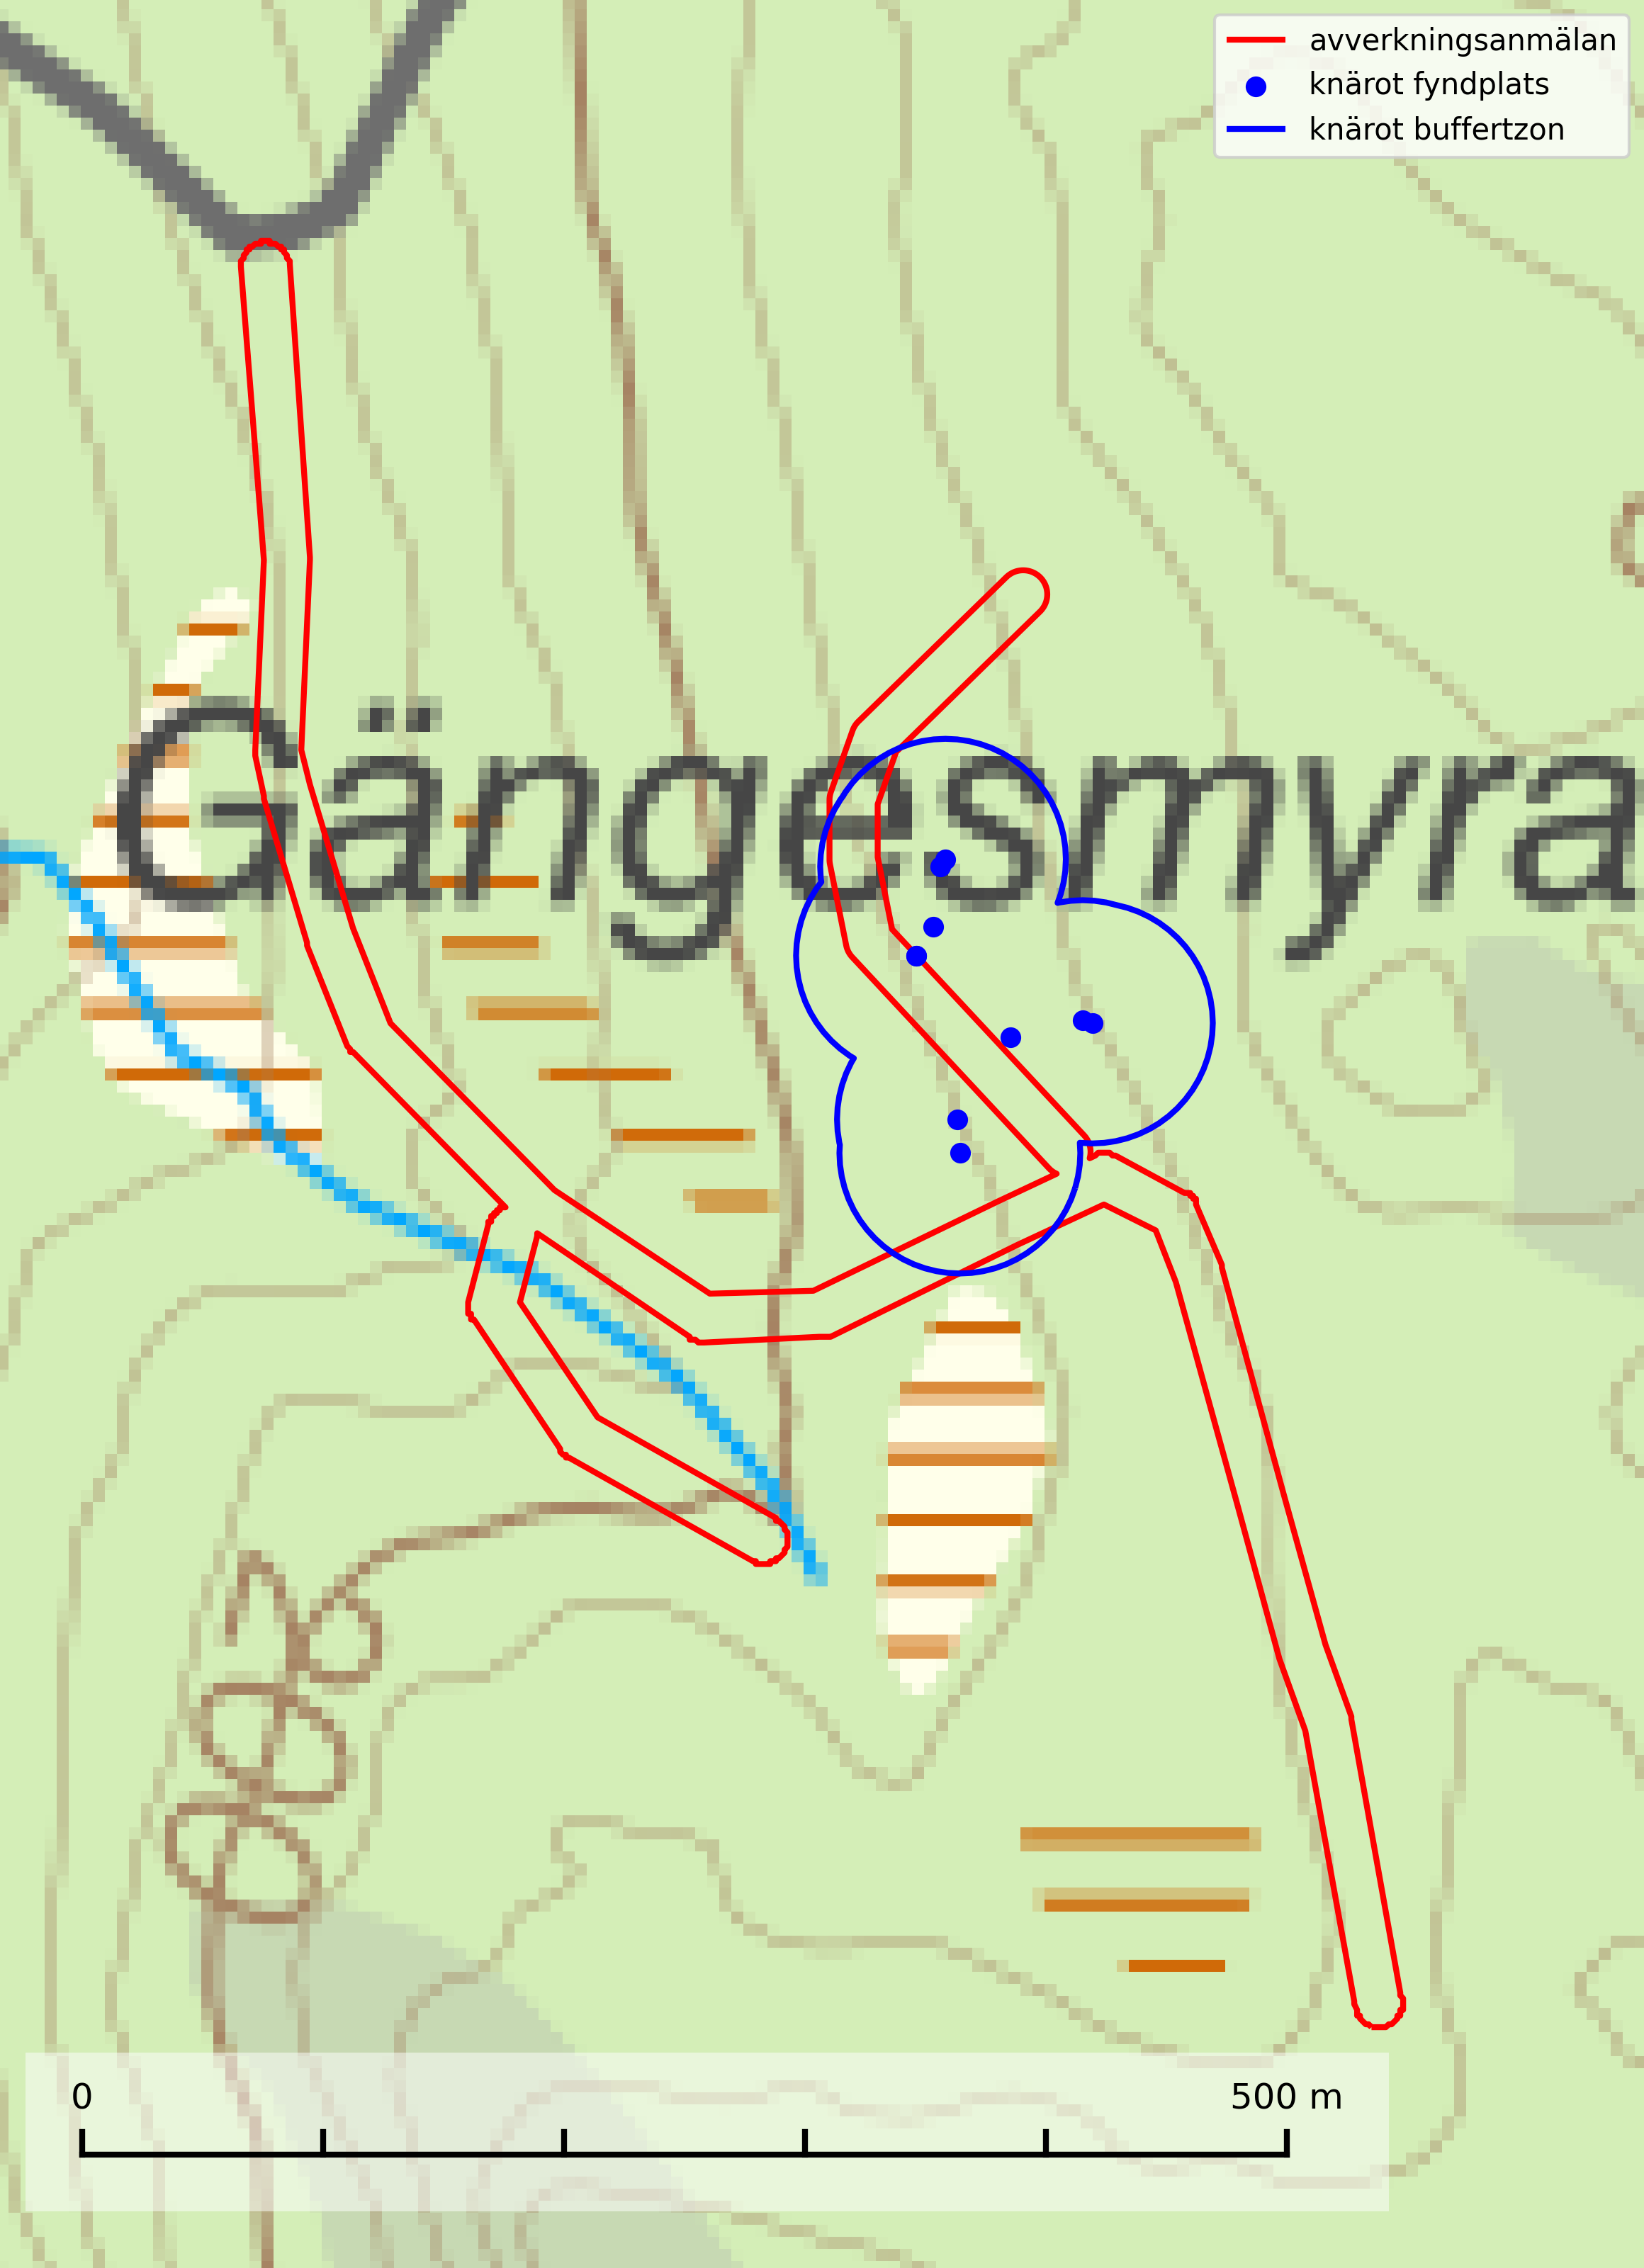 avverkningsanmälan
knärot fyndplats
knärot buffertzon
Gängesmyra
0
500 m